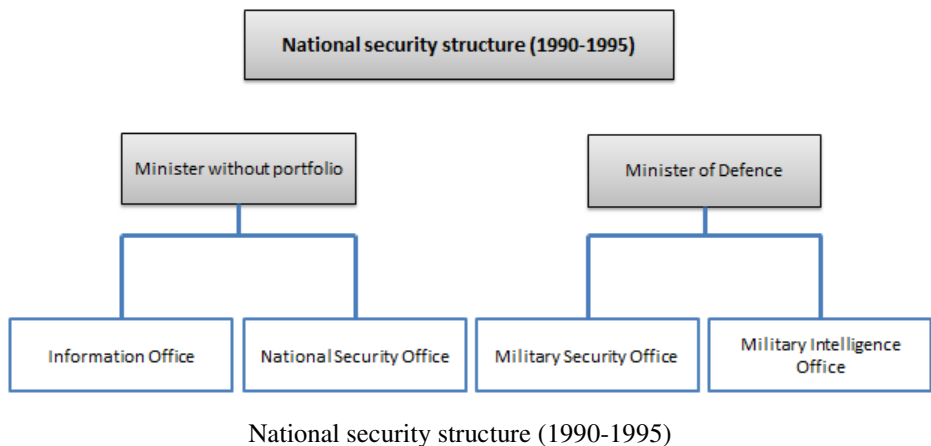 National security structure (1990-1995)
Minister without portfolio
Minister of Defence
Information Office
National Security Office
Military Security Office
Military Intelligence
Office
National security structure (1990-1995)